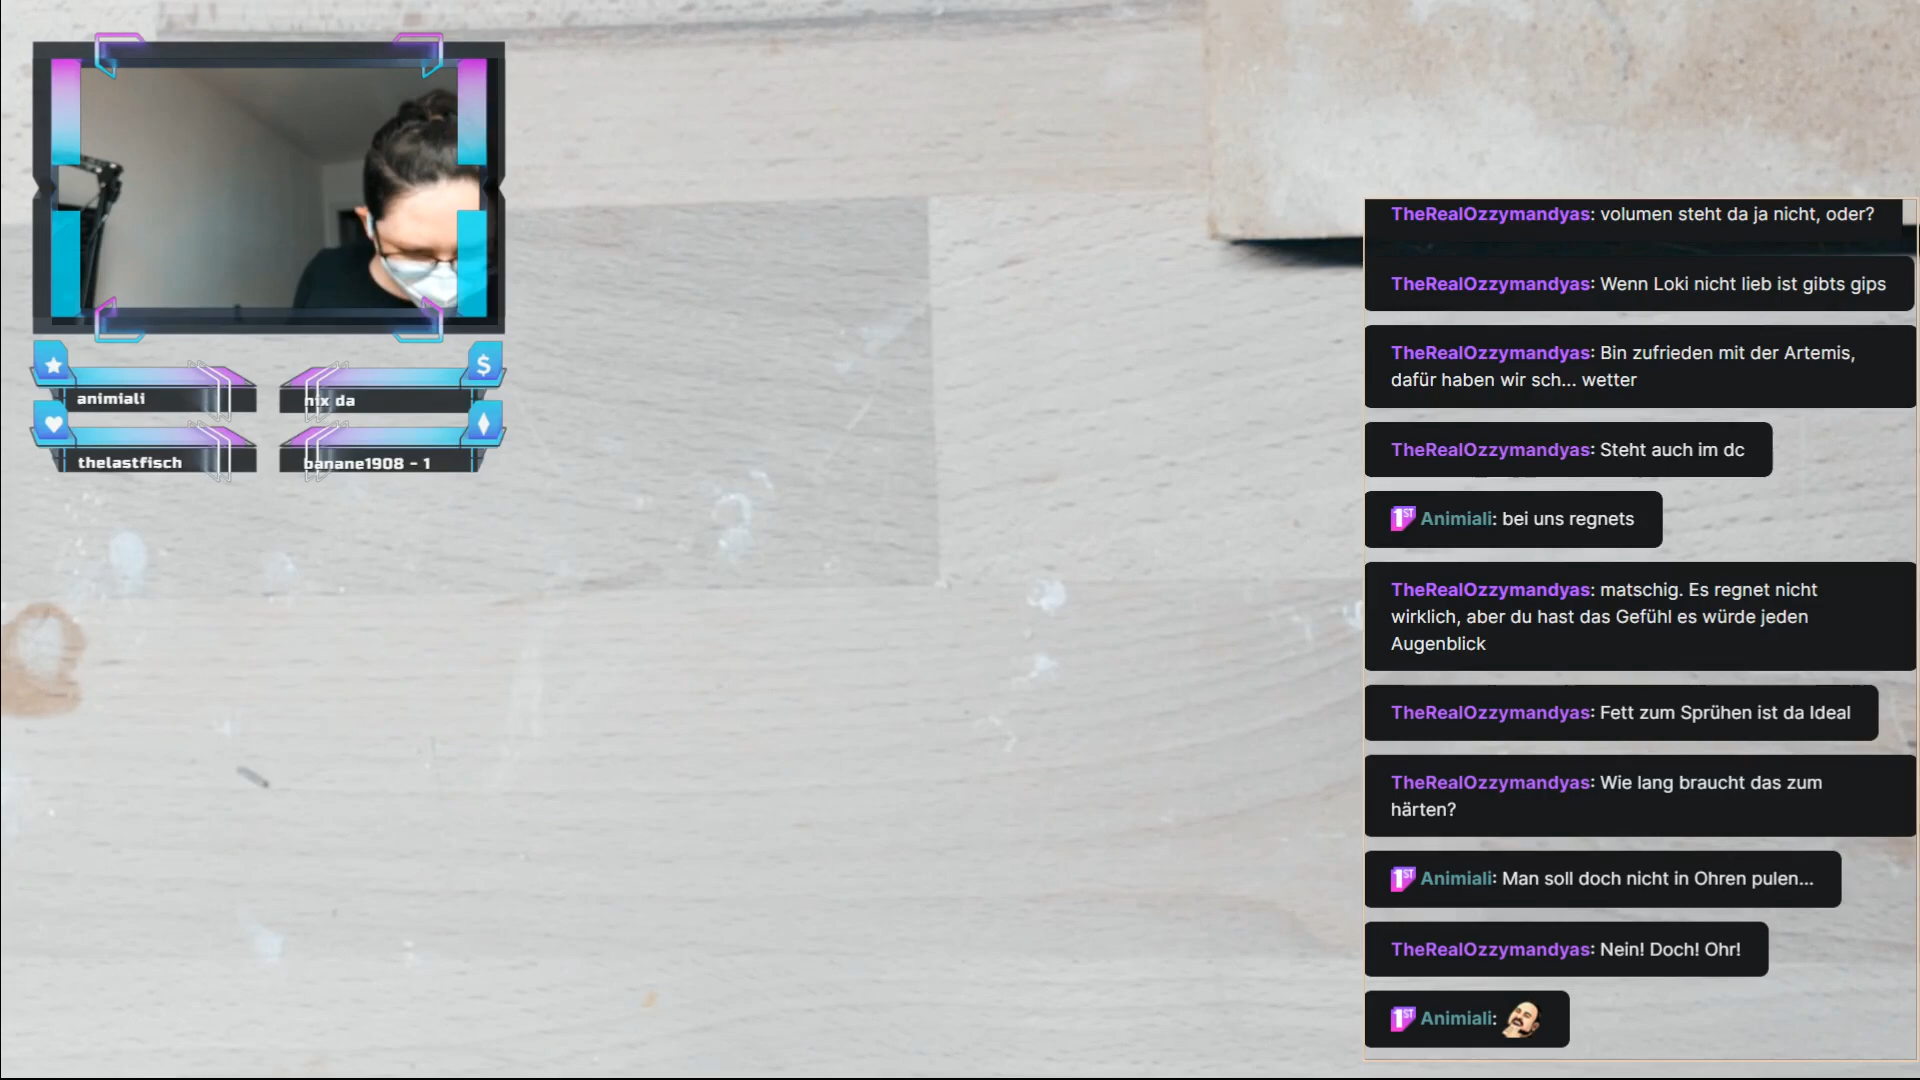 animiali
nix da
thelastfisch
banane1908 - 1
TheRealOzzymandyas: volumen steht da ja nicht, oder?
TheRealOzzymandyas: Wenn Loki nicht lieb ist gibts gips
TheRealOzzymandyas: Bin zufrieden mit der Artemis,
dafür haben wir sch... wetter
TheRealOzzymandyas: Steht auch im dc
1ST Animiali: bei uns regnets
TheRealOzzymandyas: matschig. Es regnet nicht
wirklich, aber du hast das Gefühl es würde jeden
Augenblick
TheRealOzzymandyas: Fett zum Sprühen ist da Ideal
TheRealOzzymandyas: Wie lang braucht das zum
härten?
1ST Animiali: Man soll doch nicht in Ohren pulen...
TheRealOzzymandyas: Nein! Doch! Ohr!
1ST Animiali: